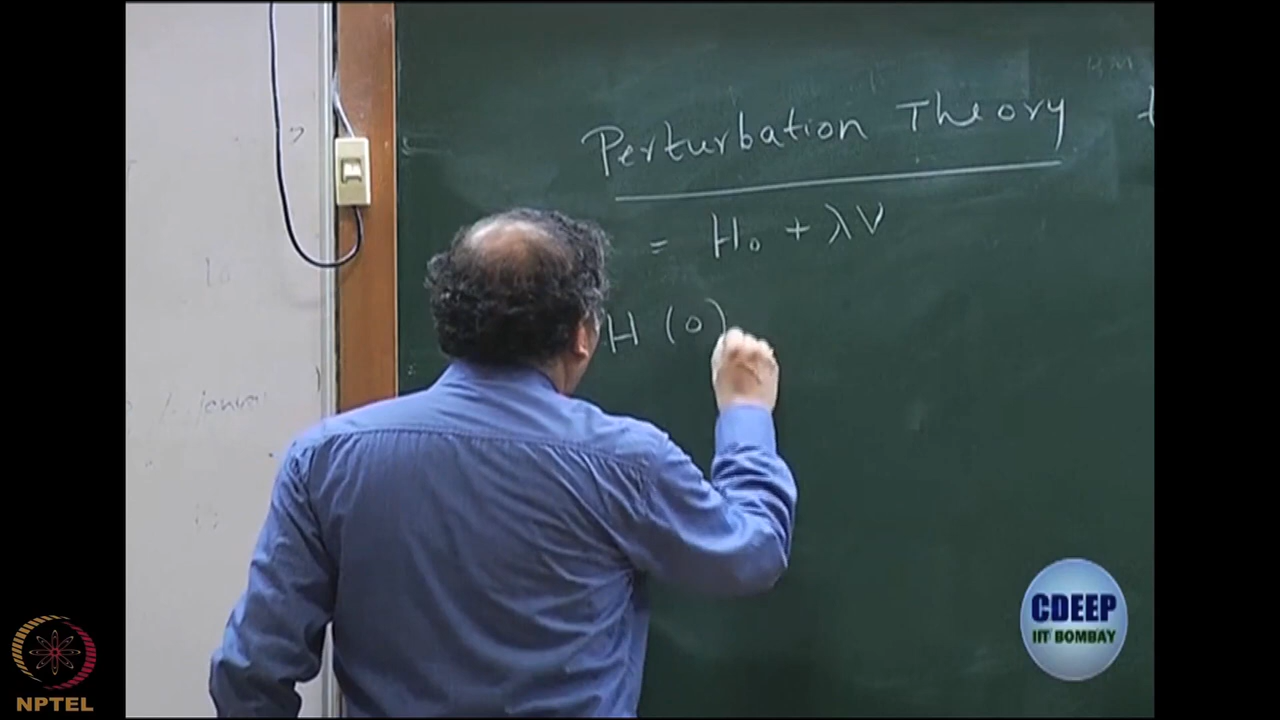 Perturbation Theory
= H₀ + λV
H (0)
CDEEP
IIT BOMBAY
NPTEL